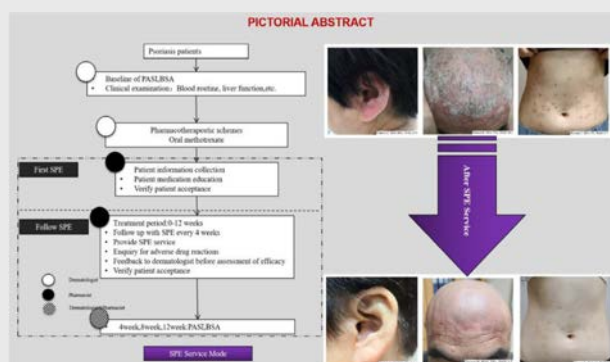 PICTORIAL ABSTRACT
Psoriasis patients
Baseline of PASI,BSA
• Clinical examination：Blood routine, liver function,etc.
Pharmacotherapeutic schemes
Oral methotrexate
First SPE
• Patient information collection
• Patient medication education
• Verify patient acceptance
Follow SPE
• Treatment period:0-12 weeks
• Follow up with SPE every 4 weeks
• Provide SPE service
• Enquiry for adverse drug reactions
• Feedback to dermatologist before assessment of efficacy
• Verify patient acceptance
Dermatologist
Pharmacist
Dermatologist/Pharmacist
4week,8week,12week:PASI,BSA
SPE Service Mode
After SPE Service